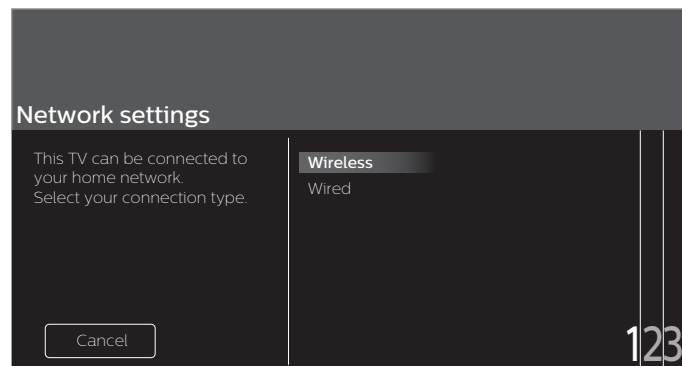 Network settings
This TV can be connected to
your home network.
Select your connection type.
Wireless
Wired
Cancel
123